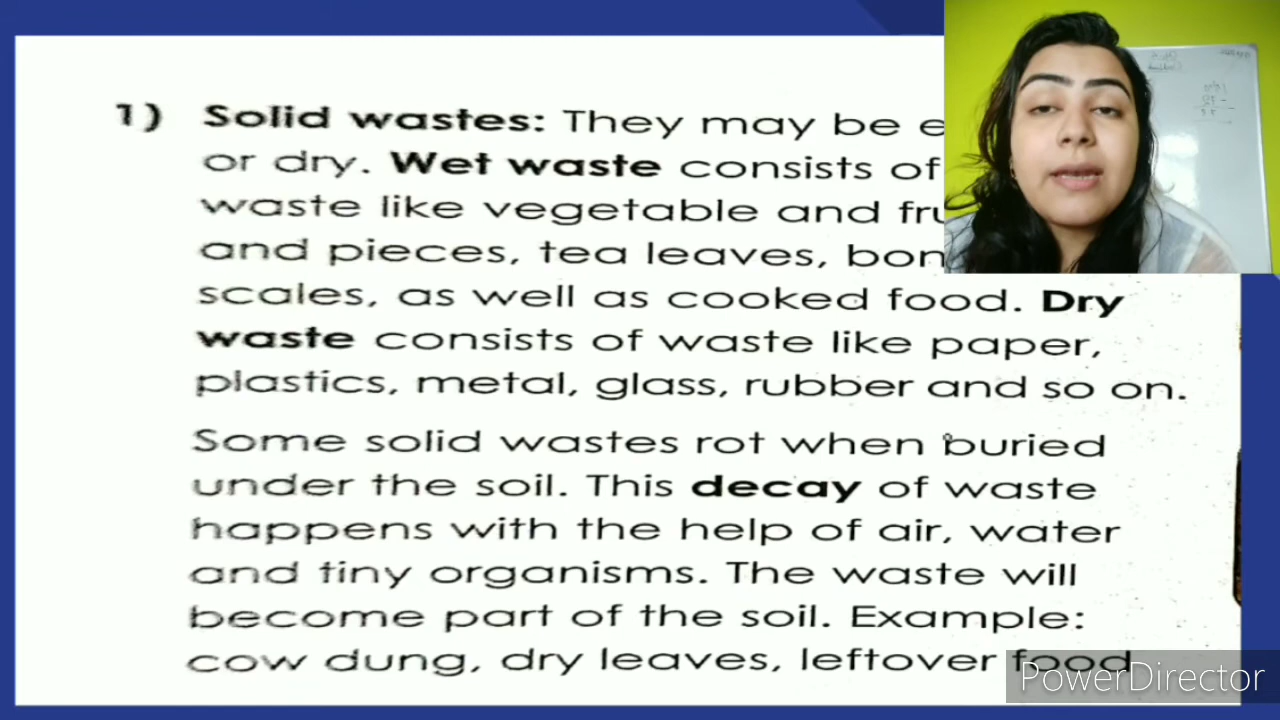 1) Solid wastes: They may be e
or dry. Wet waste consists of
waste like vegetable and fru
and pieces, tea leaves, bon
scales, as well as cooked food. Dry
waste consists of waste like paper,
plastics, metal, glass, rubber and so on.
Some solid wastes rot when buried
under the soil. This decay of waste
happens with the help of air, water
and tiny organisms. The waste will
become part of the soil. Example:
cow dung, dry leaves, leftover food
PowerDirector